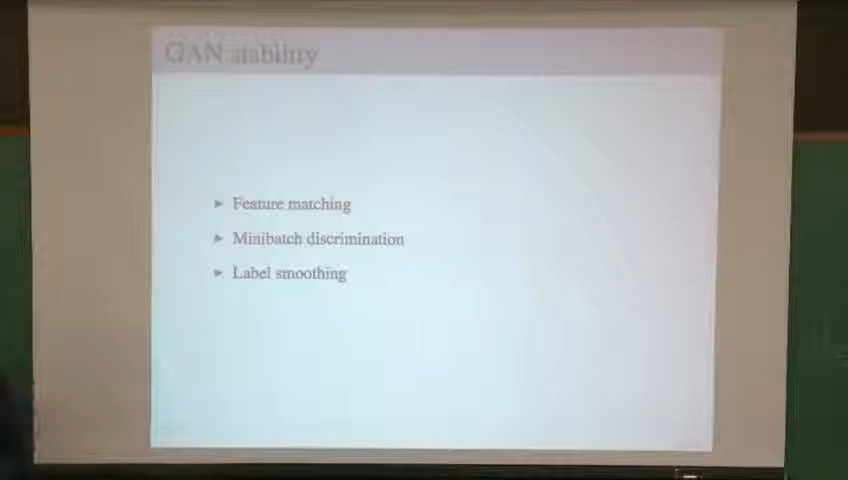 GAN stability
► Feature matching
► Minibatch discrimination
► Label smoothing